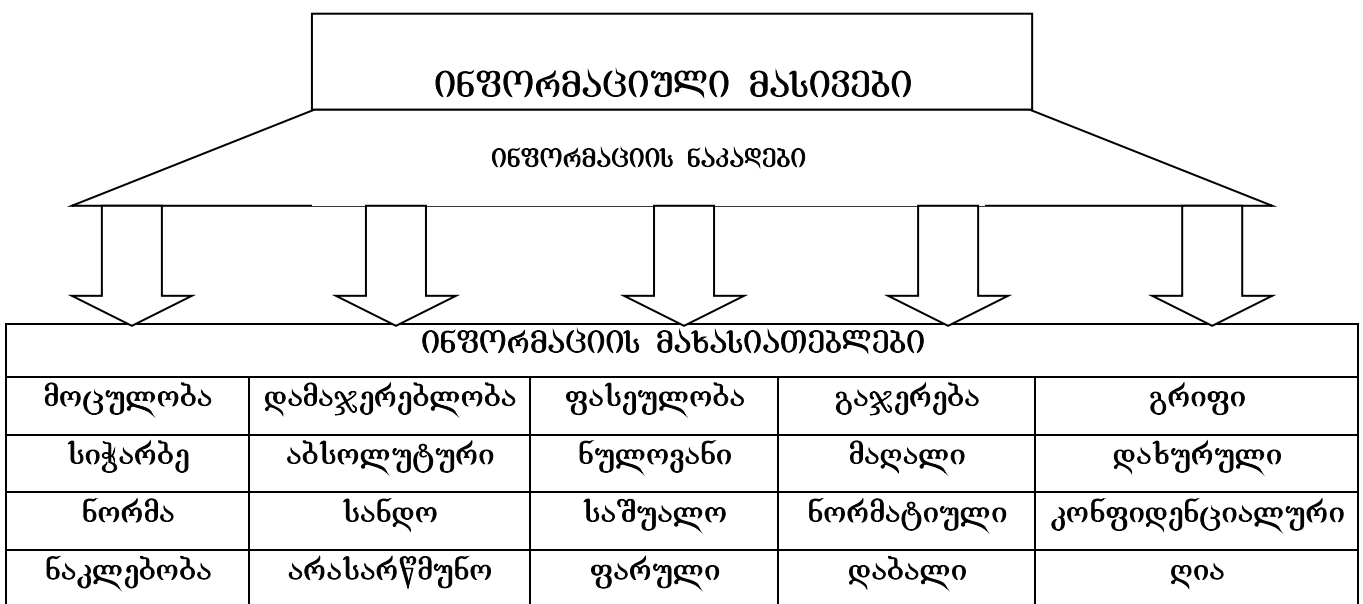 ინფორმაციული მასივები
ინფორმაციის ნაკადები
ინფორმაციის მახასიათებლები
მოცულობა დამაჯერებლობა ფასეულობა გაჯერება გრიფი
სიჭარბე აბსოლუტური ნულოვანი მაღალი დახურული
ნორმა სანდო საშუალო ნორმატიული კონფიდენციალური
ნაკლებობა არასარწმუნო ფარული დაბალი ღია